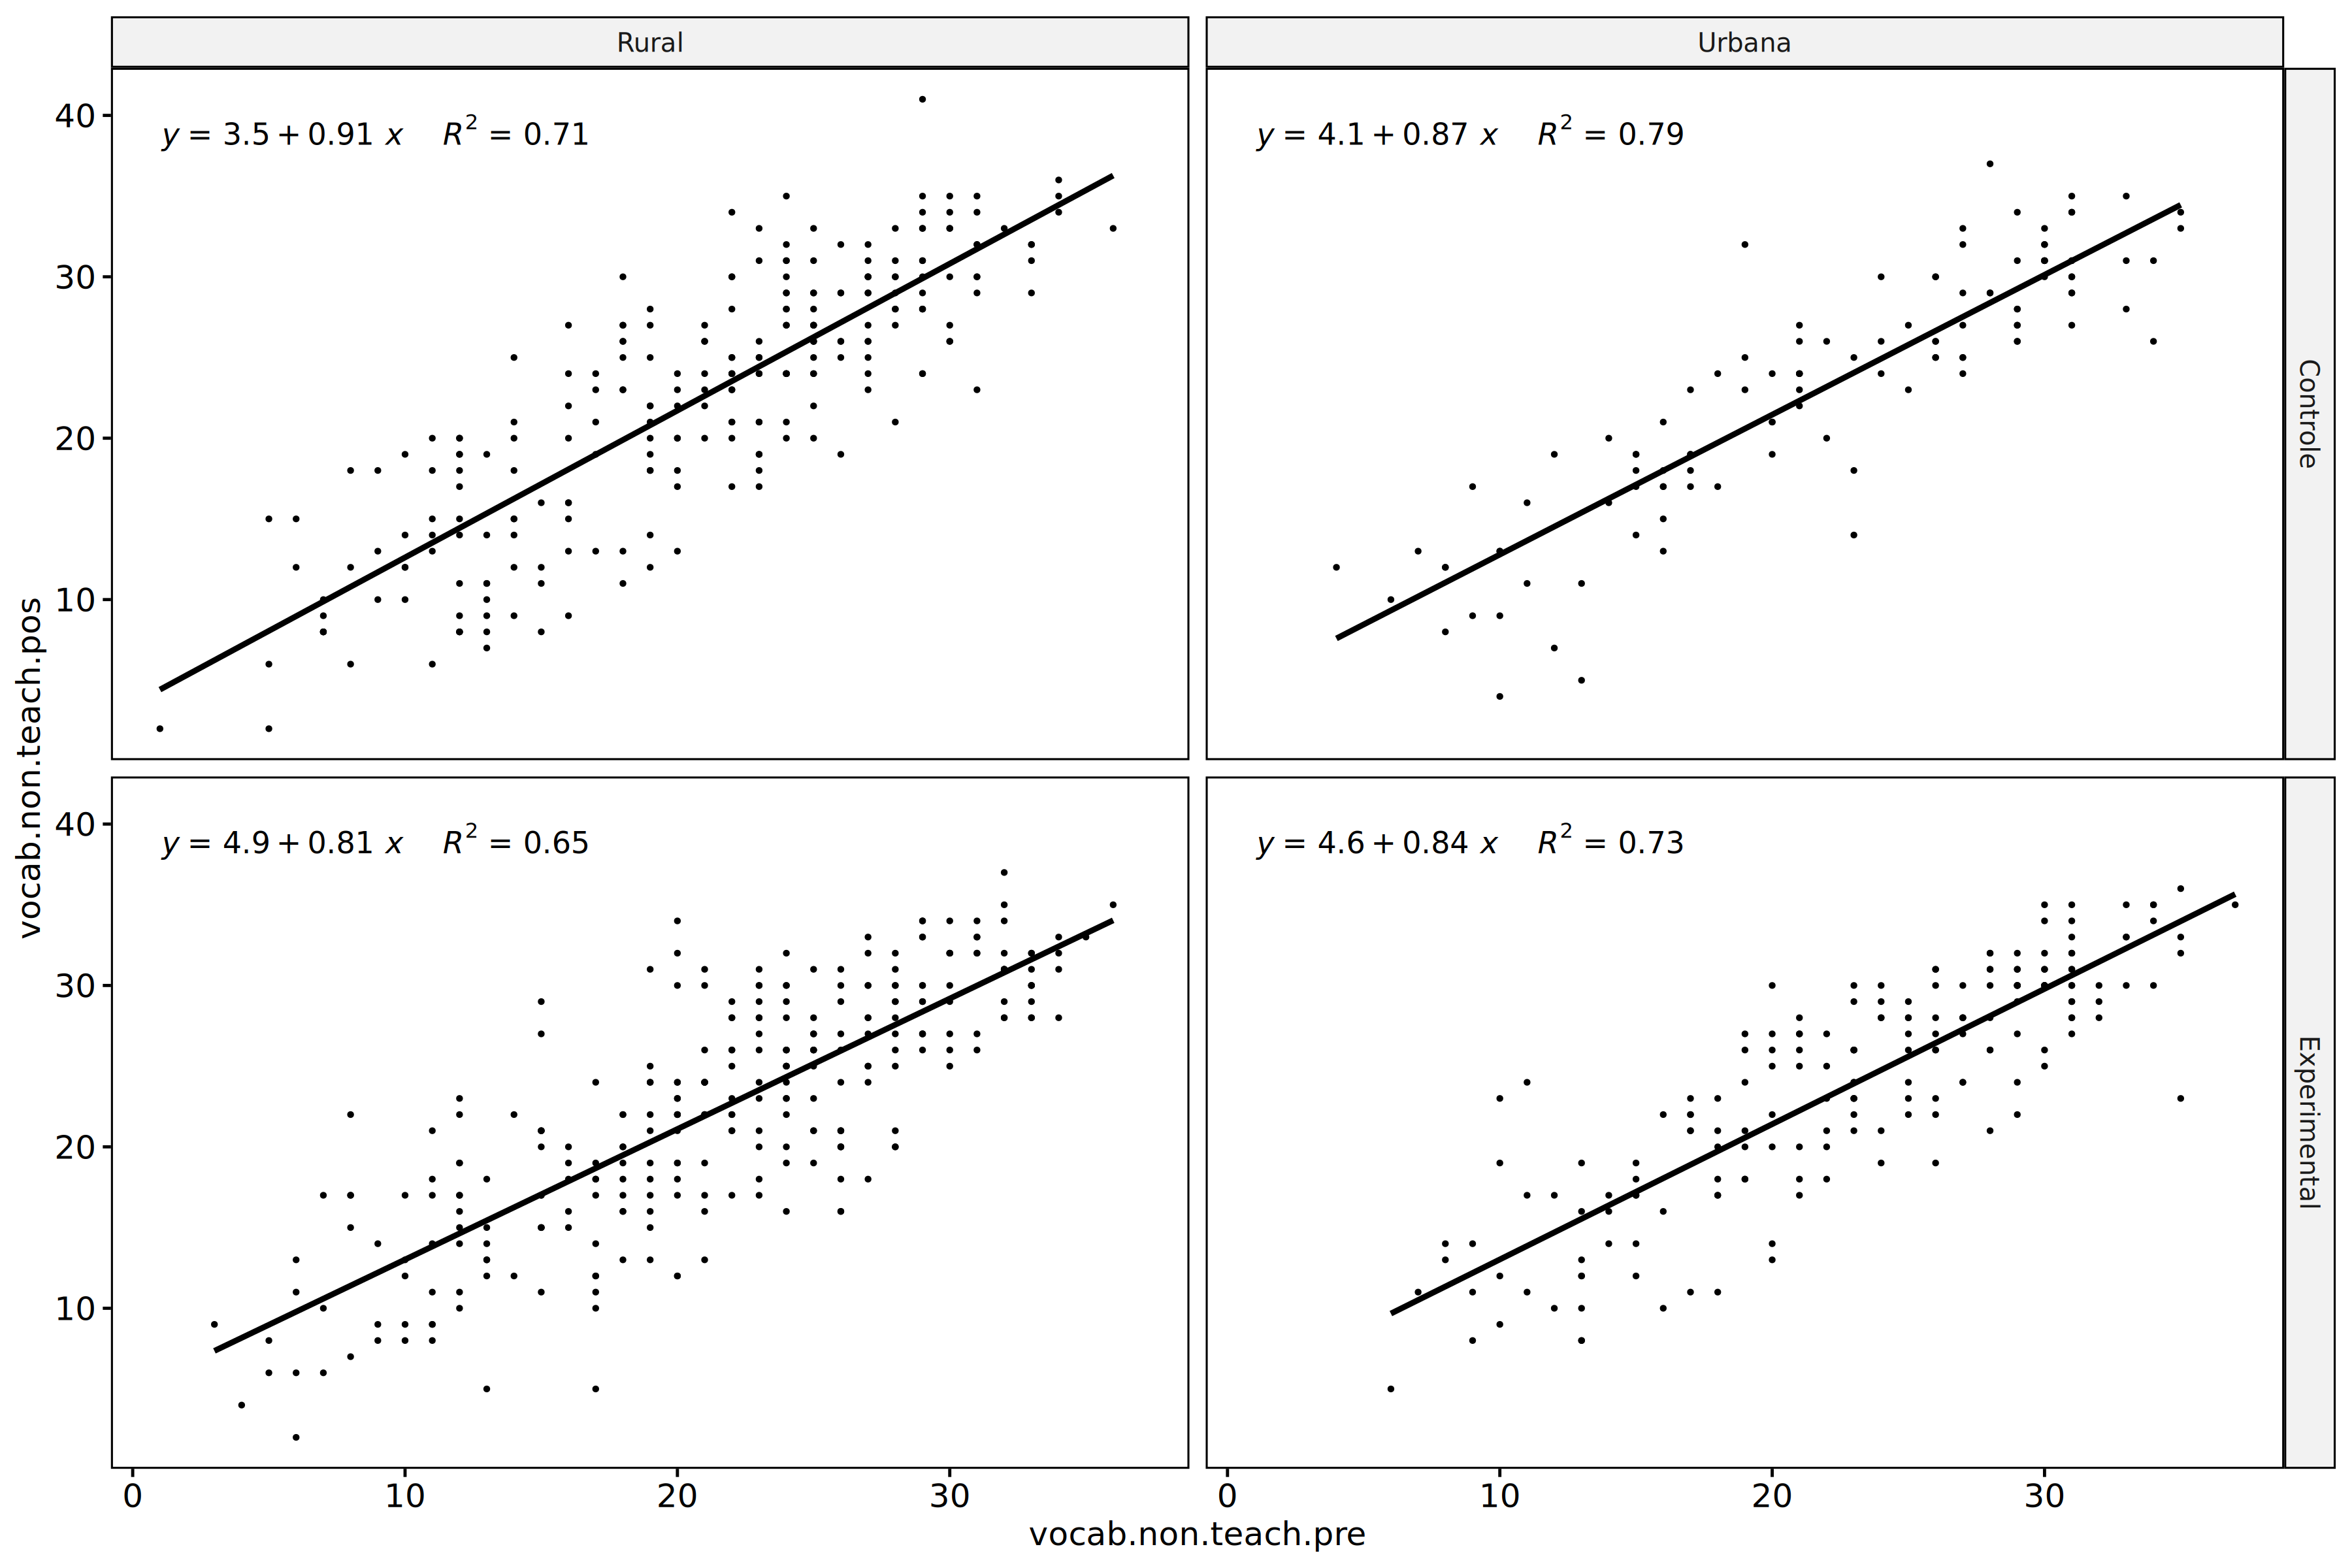 Rural
Urbana
y = 3.5 + 0.91 x R² = 0.71
y = 4.1 + 0.87 x R² = 0.79
40
30
20
10
Controle
y = 4.9 + 0.81 x R² = 0.65
y = 4.6 + 0.84 x R² = 0.73
40
30
20
10
Experimental
vocab.non.teach.pos
0 10 20 30
0 10 20 30
vocab.non.teach.pre